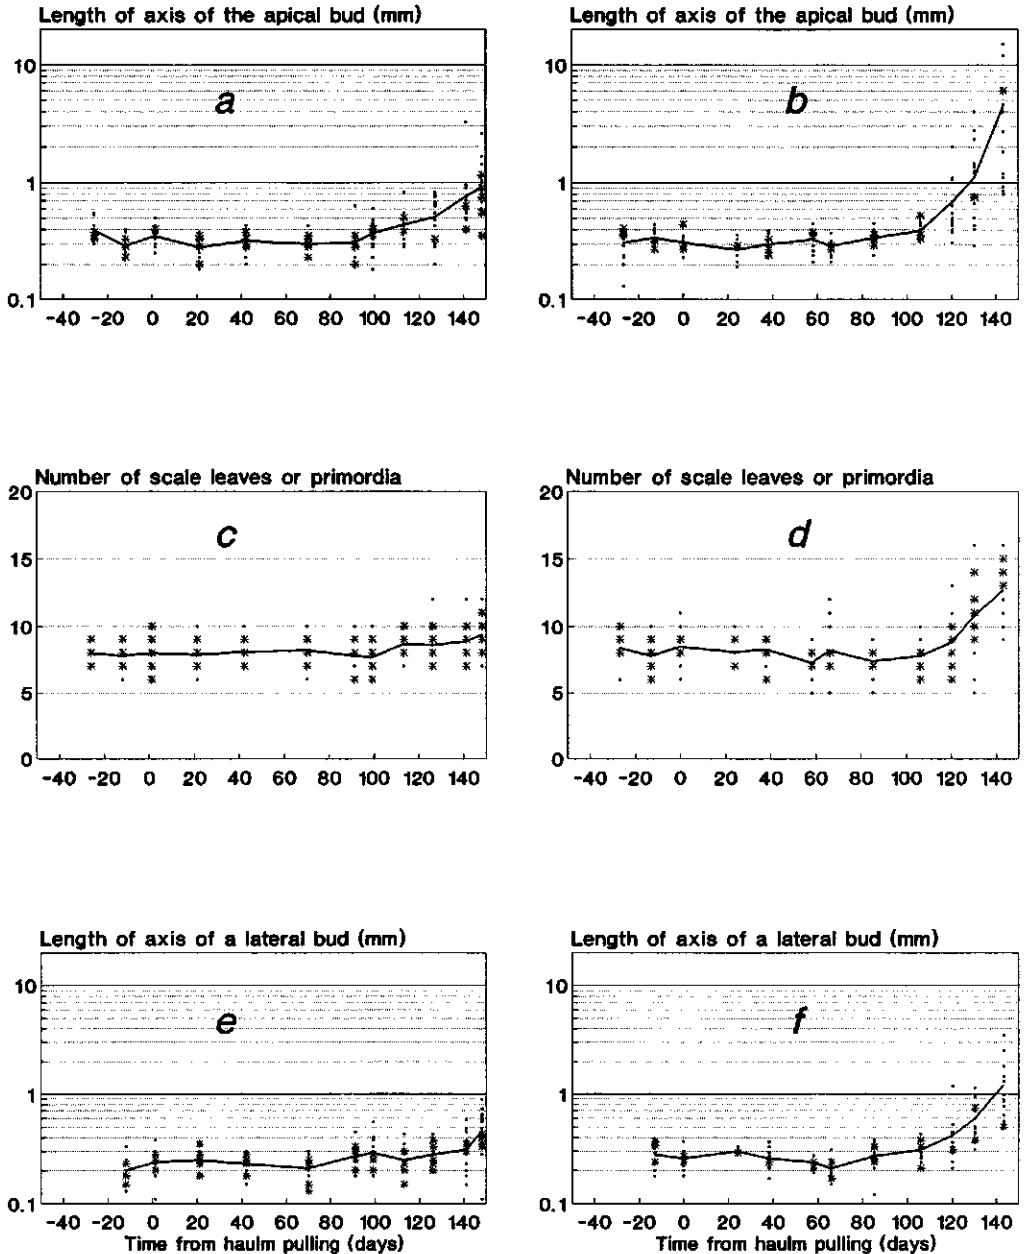 Length of axis of the apical bud (mm)
10
1
0.1
a
-40 -20 0 20 40 60 80 100 120 140
Length of axis of the apical bud (mm)
10
1
0.1
b
-40 -20 0 20 40 60 80 100 120 140
Number of scale leaves or primordia
20
15
10
5
0
c
-40 -20 0 20 40 60 80 100 120 140
Number of scale leaves or primordia
20
15
10
5
0
d
-40 -20 0 20 40 60 80 100 120 140
Length of axis of a lateral bud (mm)
10
1
0.1
e
-40 -20 0 20 40 60 80 100 120 140
Time from haulm pulling (days)
Length of axis of a lateral bud (mm)
10
1
0.1
f
-40 -20 0 20 40 60 80 100 120 140
Time from haulm pulling (days)